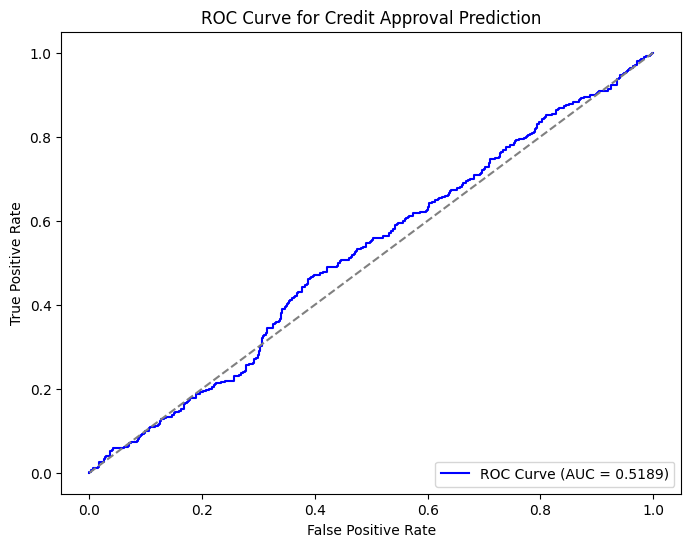 ROC Curve for Credit Approval Prediction
True Positive Rate
1.0
0.8
0.6
0.4
0.2
0.0
0.0 0.2 0.4 0.6 0.8 1.0
False Positive Rate
ROC Curve (AUC = 0.5189)